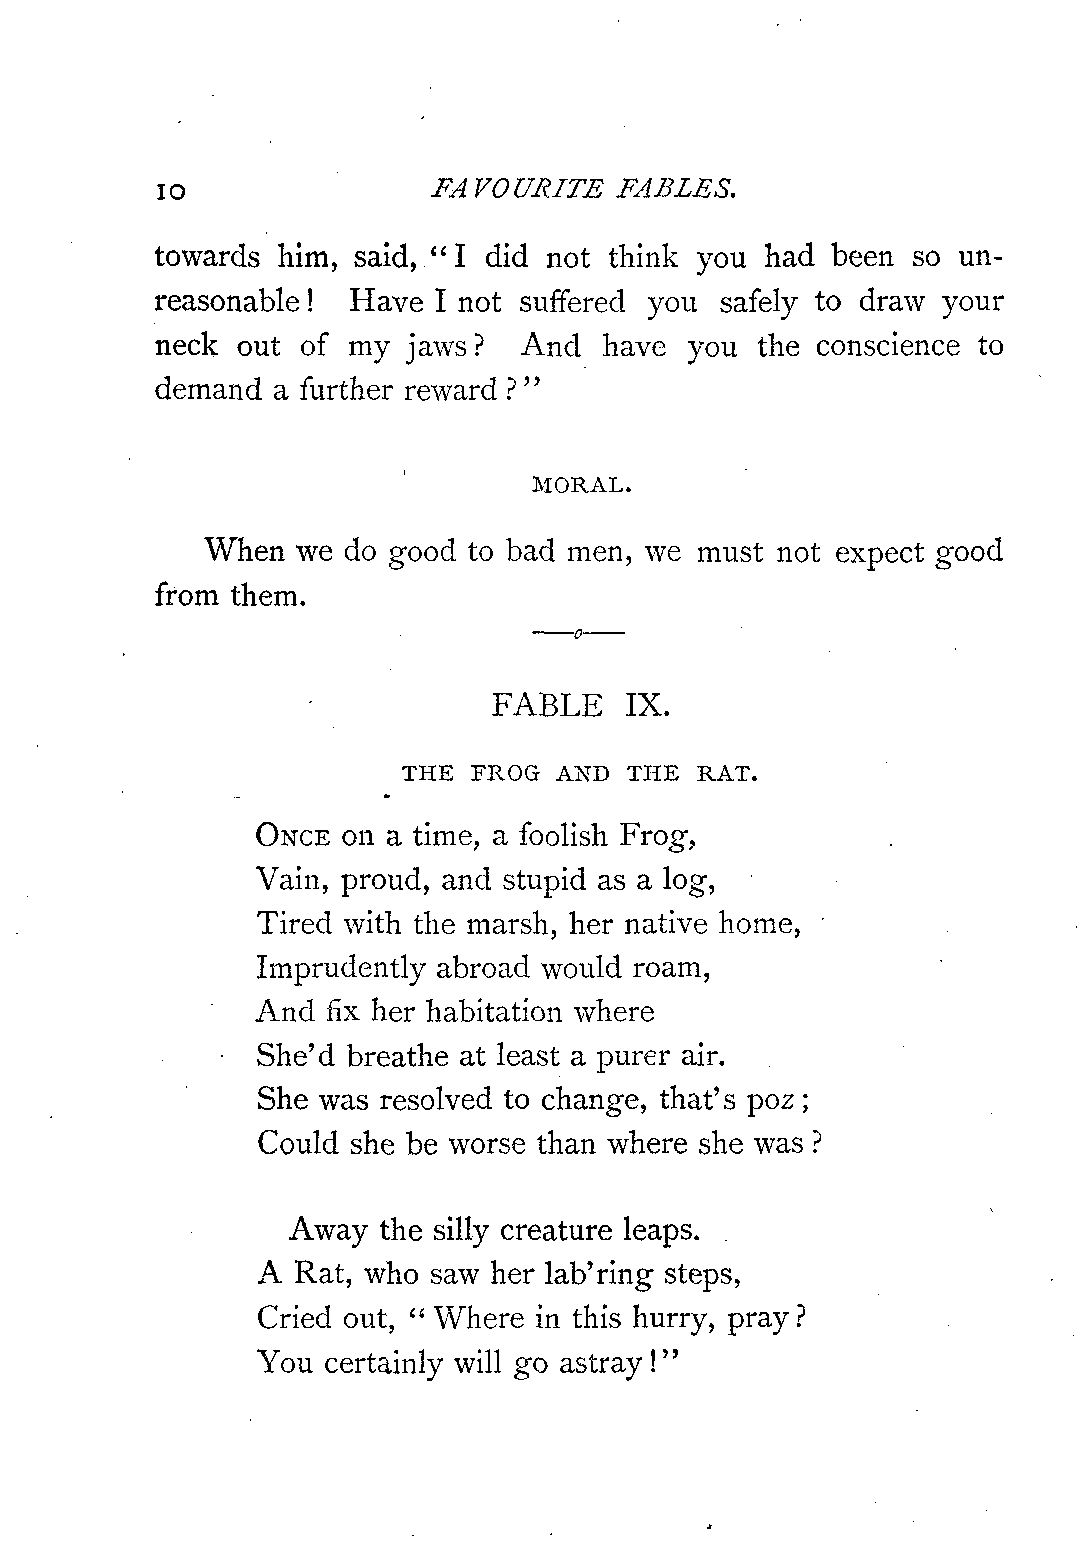 10 FAVOURITE FABLES.
towards him, said, "I did not think you had been so un-
reasonable! Have I not suffered you safely to draw your
neck out of my jaws? And have you the conscience to
demand a further reward?"
MORAL.
When we do good to bad men, we must not expect good
from them.
FABLE IX.
THE FROG AND THE RAT.
ONCE on a time, a foolish Frog,
Vain, proud, and stupid as a log,
Tired with the marsh, her native home,
Imprudently abroad would roam,
And fix her habitation where
She'd breathe at least a purer air.
She was resolved to change, that's poz;
Could she be worse than where she was?
Away the silly creature leaps.
A Rat, who saw her lab'ring steps,
Cried out, "Where in this hurry, pray?
You certainly will go astray!"